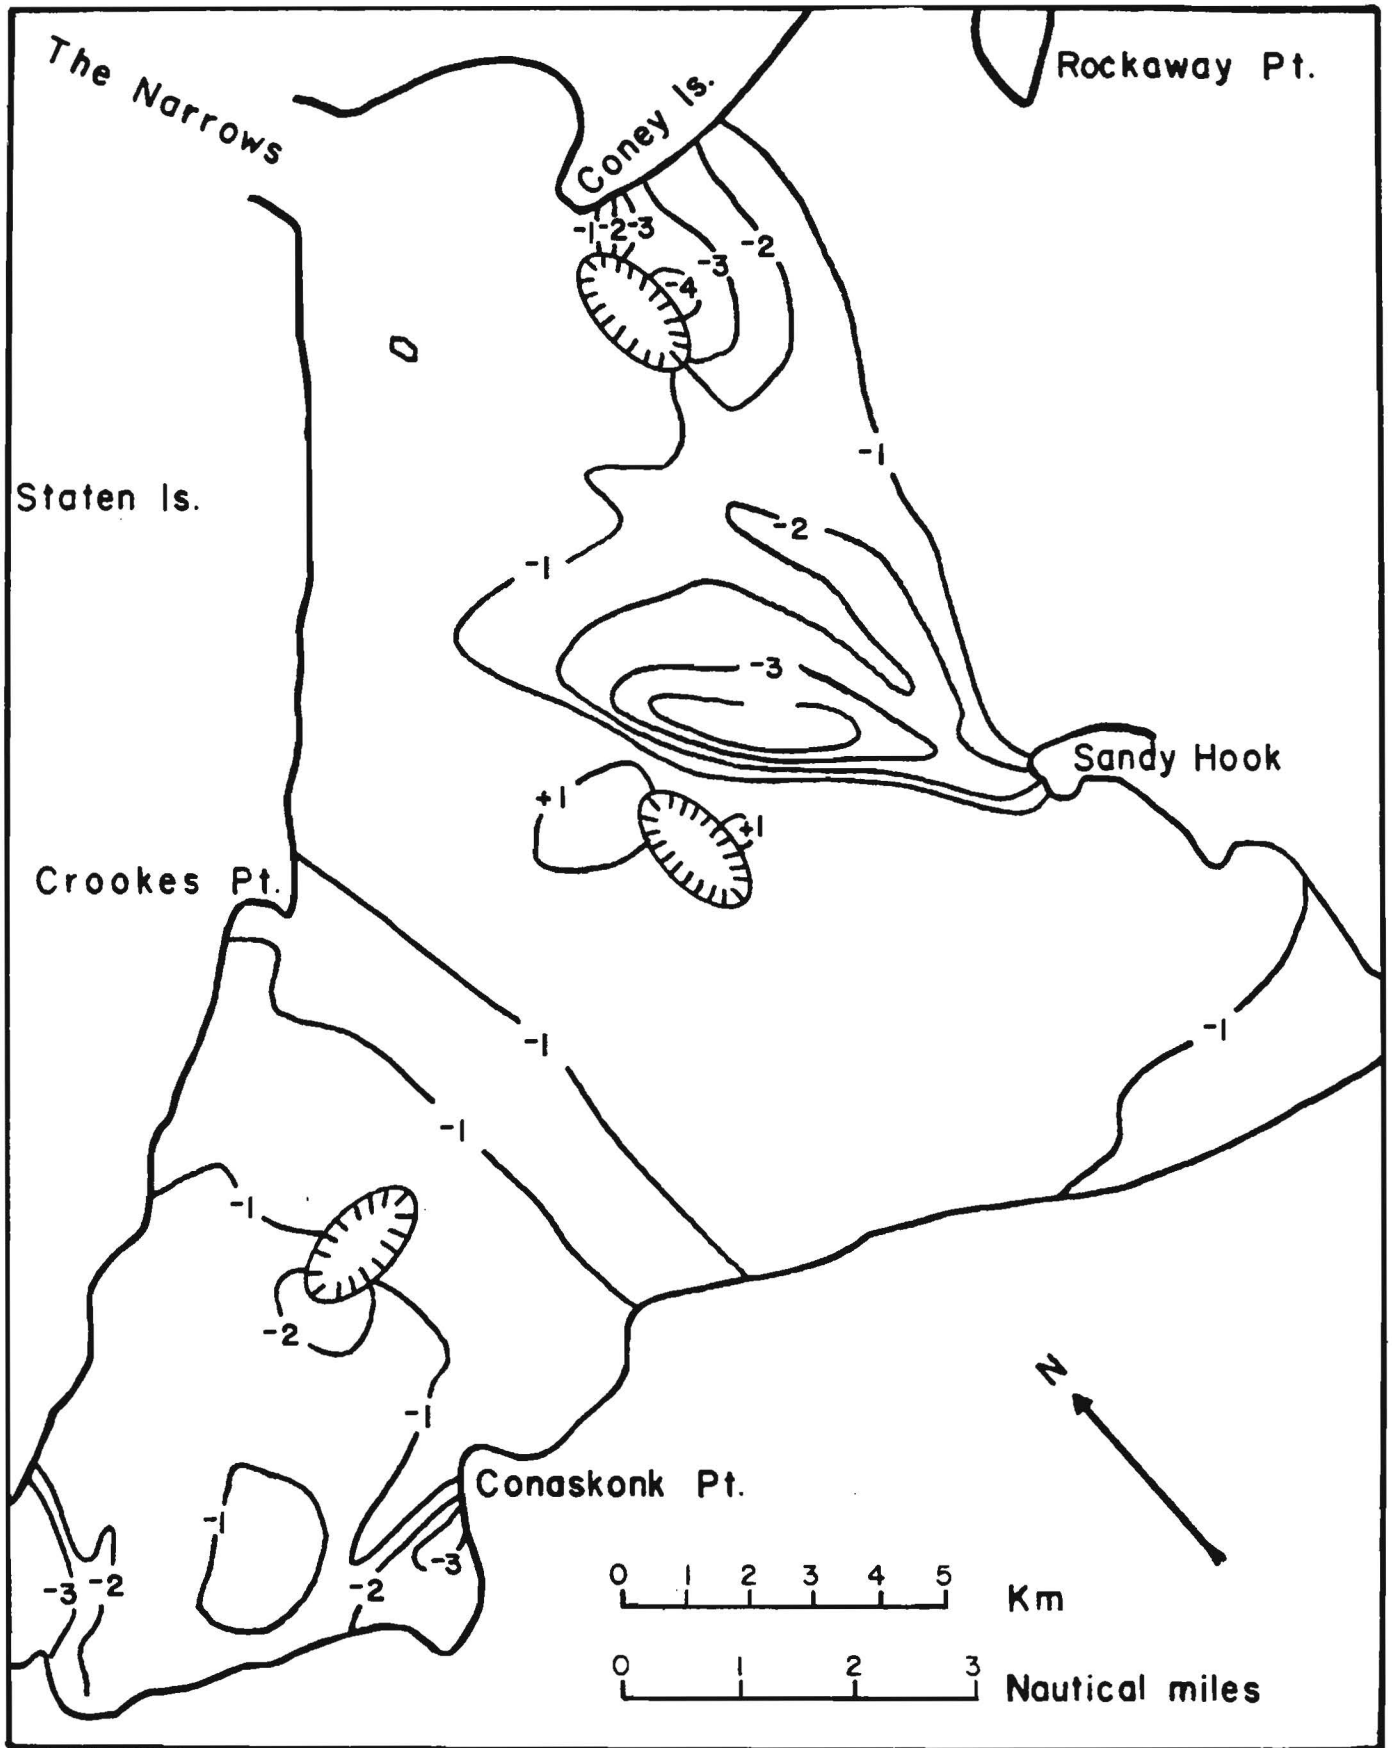 The Narrows
Rockaway Pt.
Coney Is.
-1 -2 -3
-2
-3
-4
-1
Staten Is.
-2
-1
-3
Sandy Hook
+1
+1
Crookes Pt.
-1
-1
-1
-1
-2
N
-1
Conaskonk Pt.
-1
-3
-3 -2
-2
0 1 2 3 4 5
Km
0 1 2 3
Nautical miles